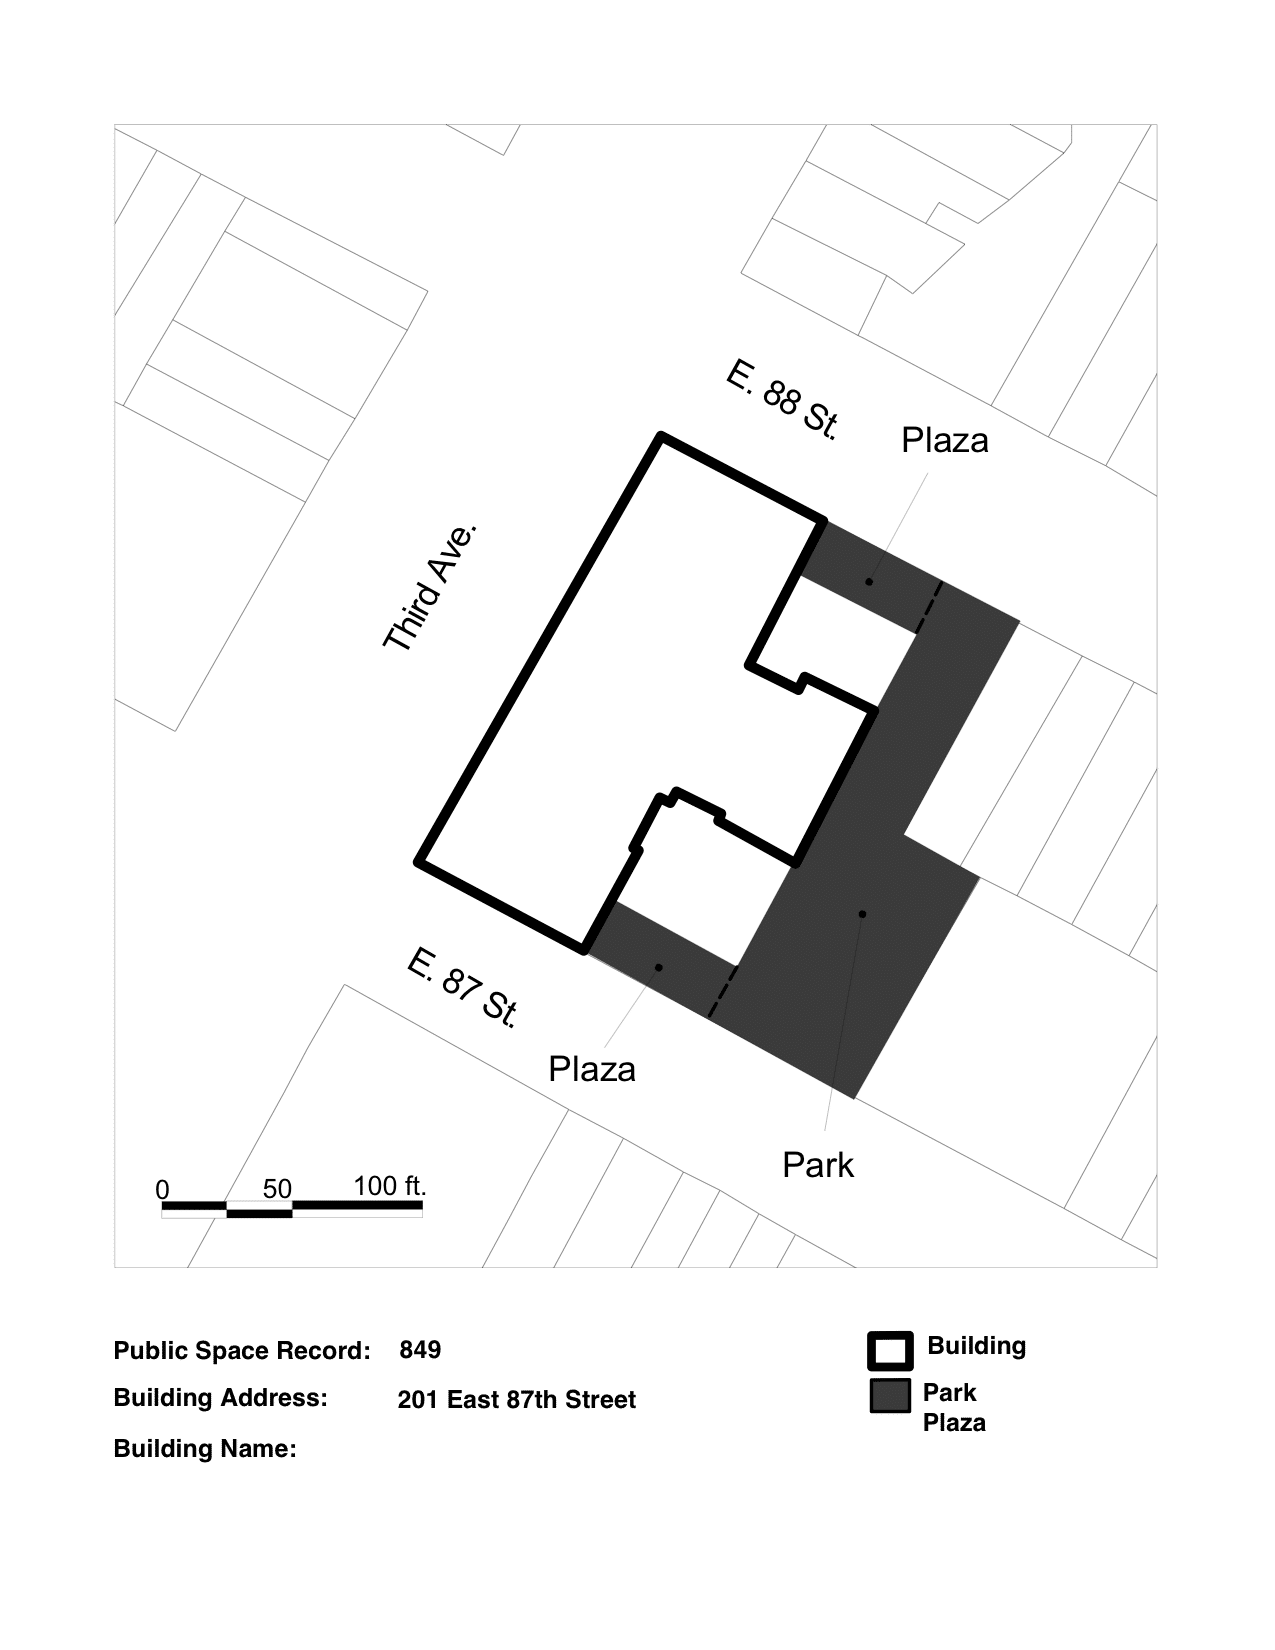 E. 88 St.
Plaza
Third Ave.
E. 87 St.
Plaza
Park
0 50 100 ft.
Public Space Record: 849
Building Address: 201 East 87th Street
Building Name:
Building
Park
Plaza